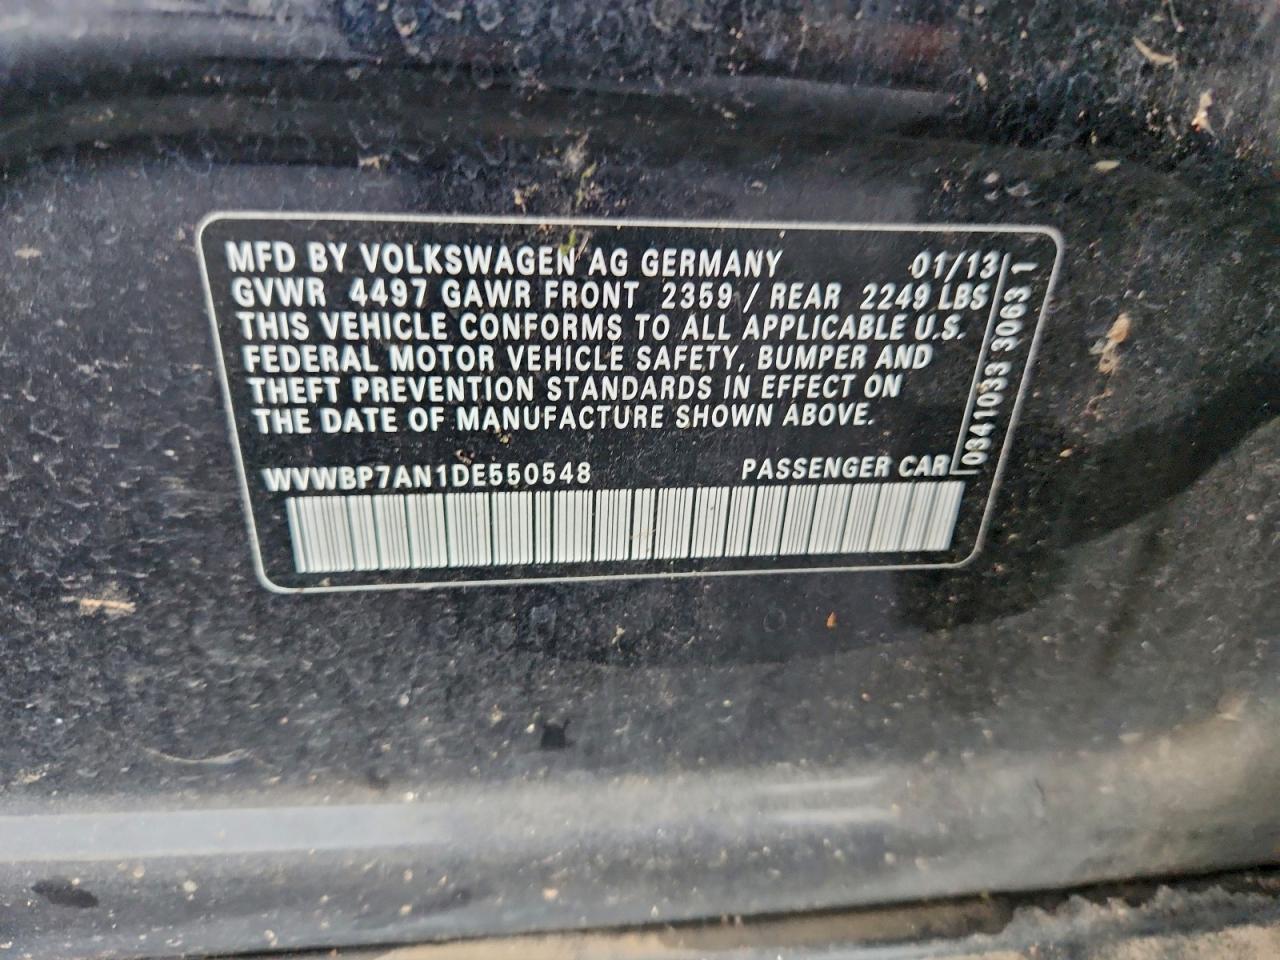 MFD BY VOLKSWAGEN AG GERMANY 01/13
GVWR 4497 GAWR FRONT 2359 / REAR 2249 LBS
THIS VEHICLE CONFORMS TO ALL APPLICABLE U.S.
FEDERAL MOTOR VEHICLE SAFETY, BUMPER AND
THEFT PREVENTION STANDARDS IN EFFECT ON
THE DATE OF MANUFACTURE SHOWN ABOVE.
WVWBP7AN1DE550548 PASSENGER CAR
0341033 3063 1